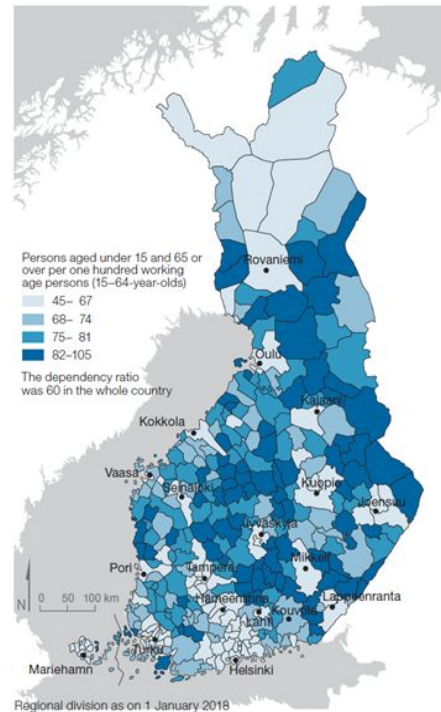 Persons aged under 15 and 65 or
over per one hundred working
age persons (15–64-year-olds)
45– 67
68– 74
75– 81
82–105
The dependency ratio
was 60 in the whole country
Rovaniemi
Oulu
Kajaani
Kokkola
Vaasa
Seinäjoki
Kuopio
Joensuu
Jyväskylä
Mikkeli
Pori
Tampere
Hämeenlinna
Lahti
Kouvola
Lappeenranta
Turku
Mariehamn
Helsinki
N
0 50 100 km
Regional division as on 1 January 2018